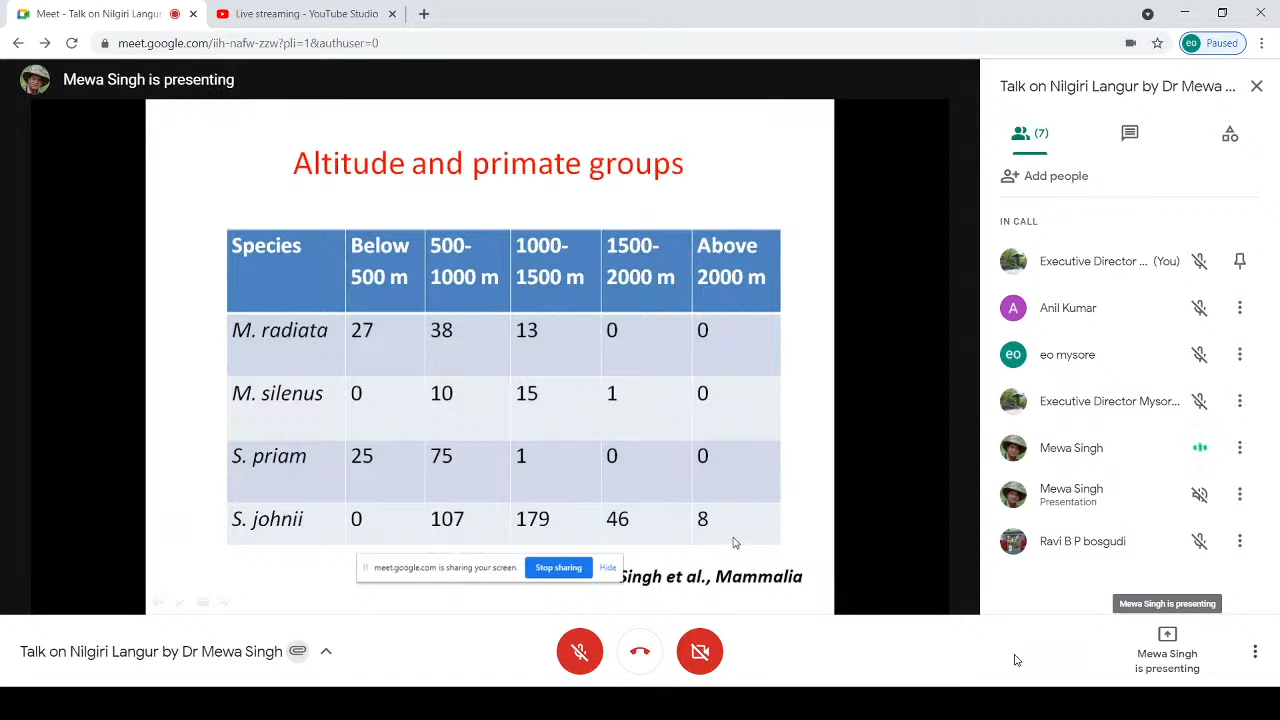 Meet - Talk on Nilgiri Langur
Live streaming - YouTube Studio
meet.google.com/iih-nafw-zzw?pli=1&authuser=0
eo Paused
Mewa Singh is presenting
Altitude and primate groups
Species Below 500 m 500-1000 m 1000-1500 m 1500-2000 m Above 2000 m
M. radiata 27 38 13 0 0
M. silenus 0 10 15 1 0
S. priam 25 75 1 0 0
S. johnii 0 107 179 46 8
meet.google.com is sharing your screen. Stop sharing Hide
Singh et al., Mammalia
Talk on Nilgiri Langur by Dr Mewa ...
(7)
Add people
IN CALL
Executive Director ... (You)
A Anil Kumar
eo eo mysore
Executive Director Mysor...
Mewa Singh
Mewa Singh
Presentation
Ravi B P bosgudi
Mewa Singh is presenting
Talk on Nilgiri Langur by Dr Mewa Singh
Mewa Singh
is presenting